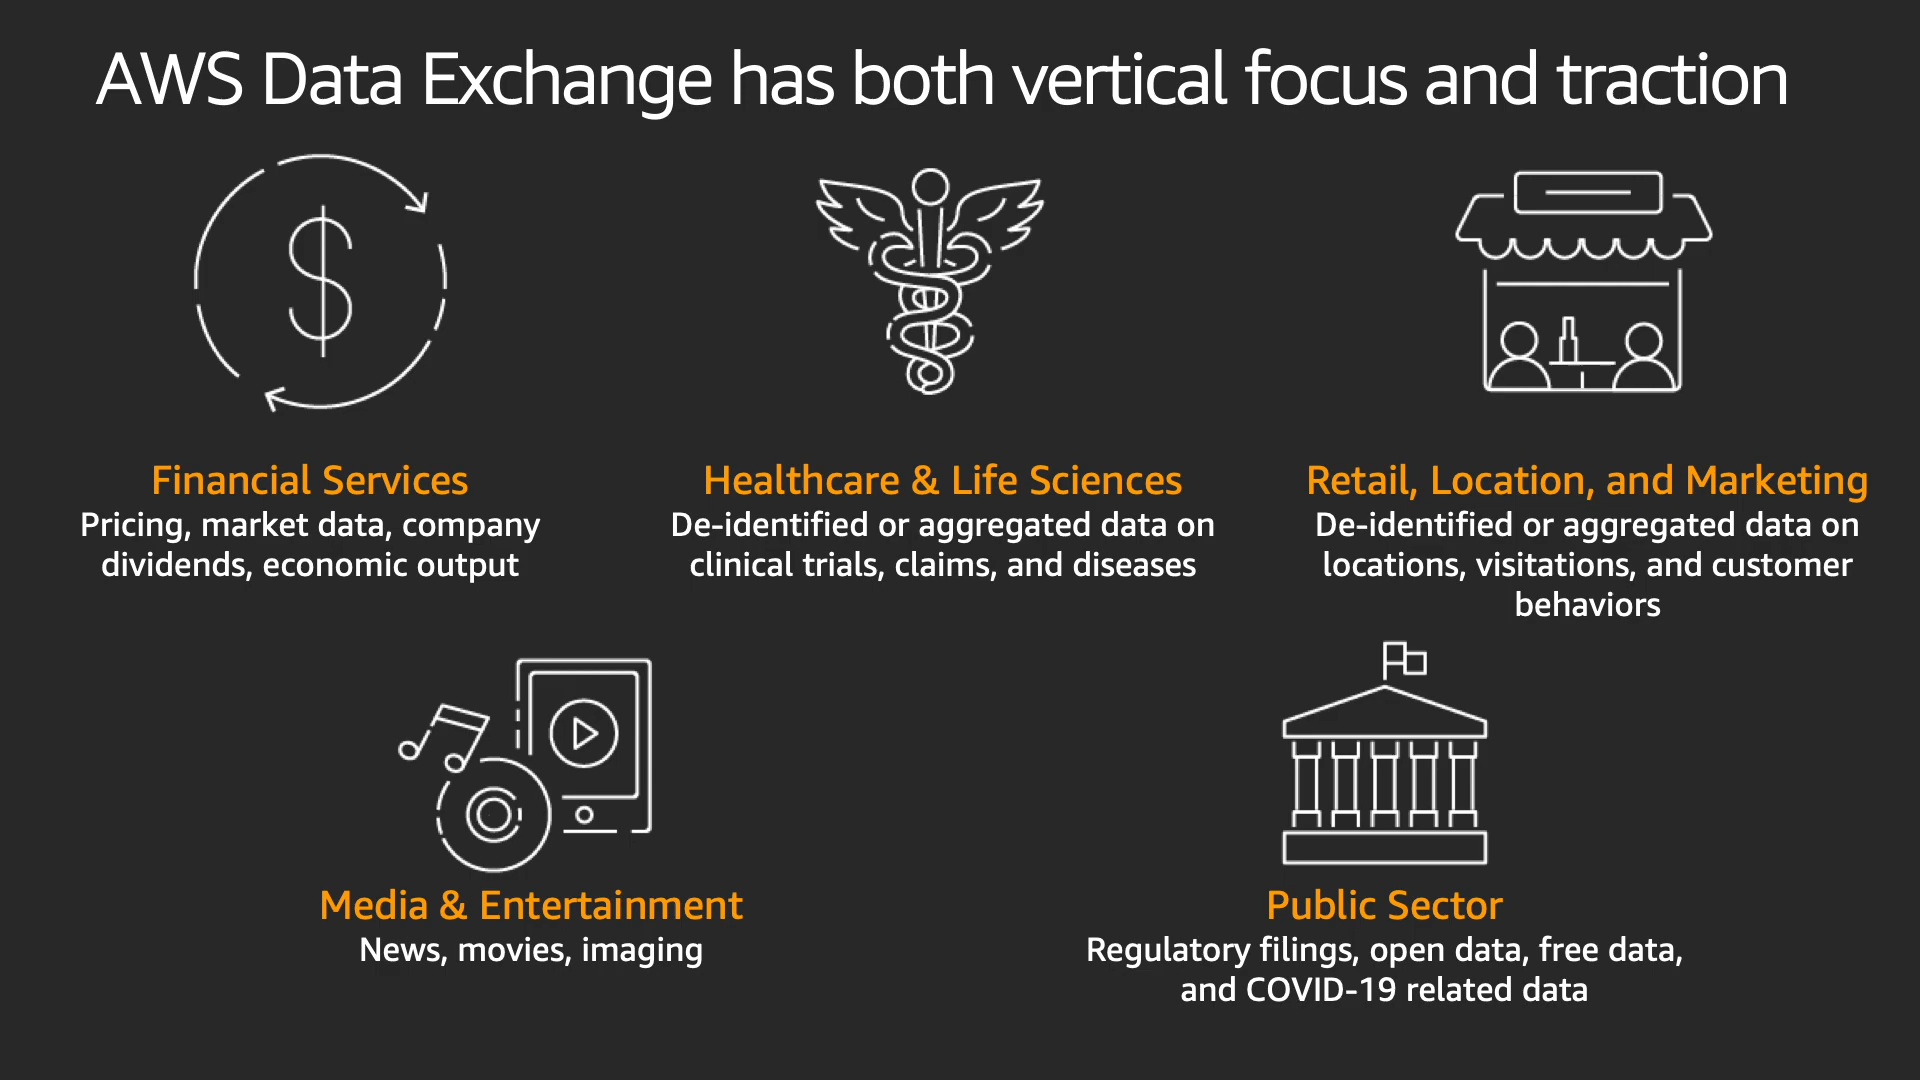 AWS Data Exchange has both vertical focus and traction
Financial Services
Pricing, market data, company
dividends, economic output
Healthcare & Life Sciences
De-identified or aggregated data on
clinical trials, claims, and diseases
Retail, Location, and Marketing
De-identified or aggregated data on
locations, visitations, and customer
behaviors
Media & Entertainment
News, movies, imaging
Public Sector
Regulatory filings, open data, free data,
and COVID-19 related data